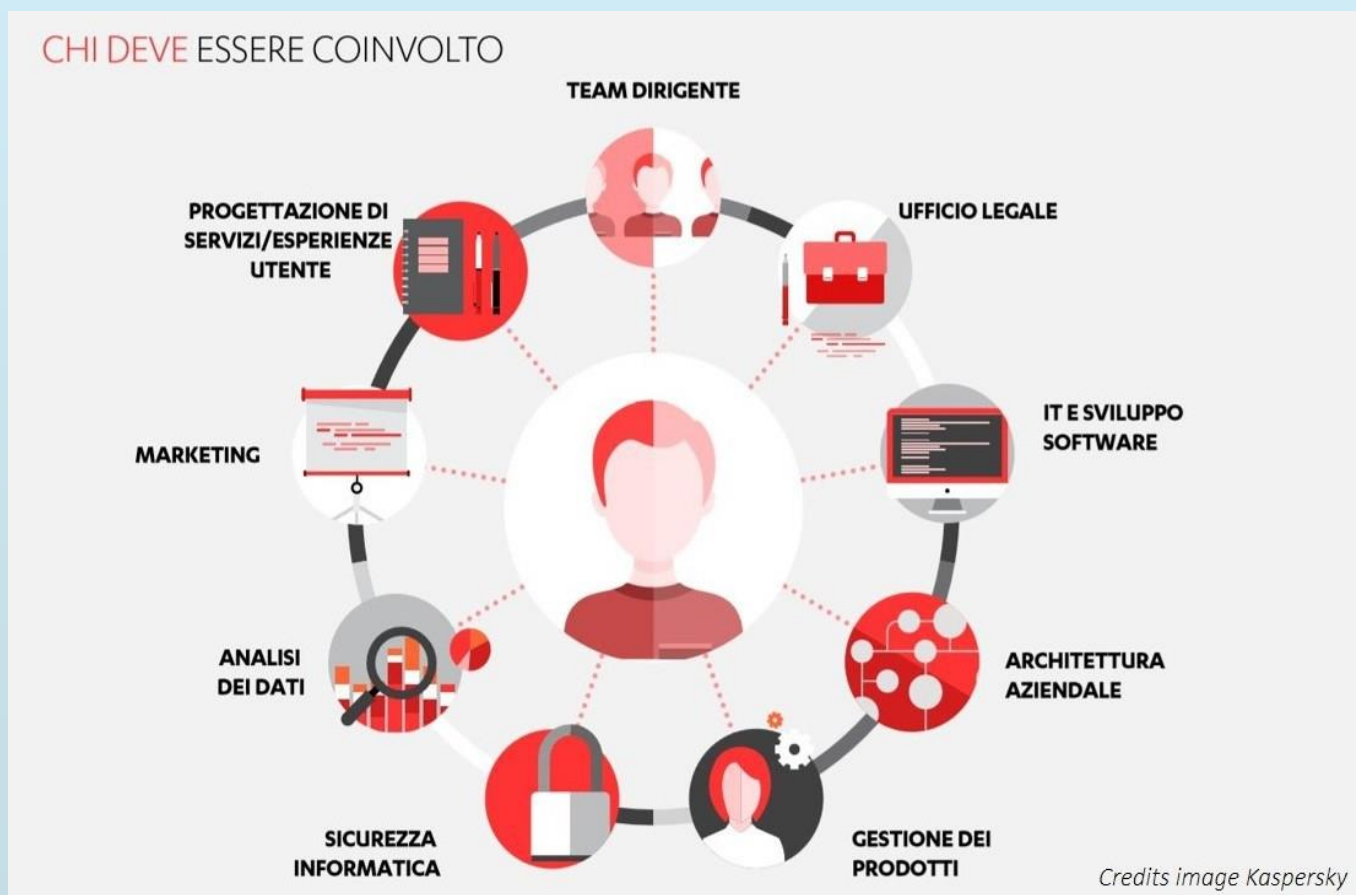 CHI DEVE ESSERE COINVOLTO
TEAM DIRIGENTE
UFFICIO LEGALE
IT E SVILUPPO
SOFTWARE
ARCHITETTURA
AZIENDALE
GESTIONE DEI
PRODOTTI
SICUREZZA
INFORMATICA
ANALISI
DEI DATI
MARKETING
PROGETTAZIONE DI
SERVIZI/ESPERIENZE
UTENTE
Credits image Kaspersky